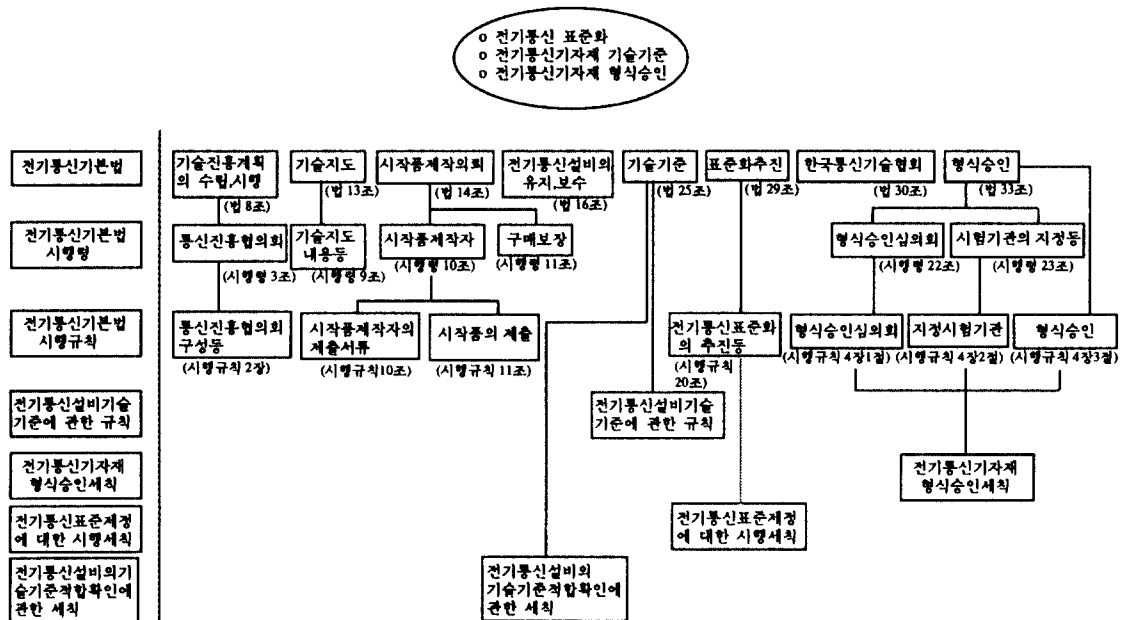 o 전기통신 표준화
o 전기통신기자재 기술기준
o 전기통신기자재 형식승인
전기통신기본법
기술진흥계획
의 수립,시행
(법 8조)
기술지도
(법 13조)
시작품제작의뢰
(법 14조)
전기통신설비의
유지,보수
(법 16조)
기술기준
(법 25조)
표준화추진
(법 29조)
한국통신기술협회
(법 30조)
형식승인
(법 33조)
전기통신기본법
시행령
통신진흥협의회
(시행령 3조)
기술지도
내용등
(시행령 9조)
시작품제작자
(시행령 10조)
구매보장
(시행령 11조)
형식승인심의회
(시행령 22조)
시험기관의 지정등
(시행령 23조)
전기통신기본법
시행규칙
통신진흥협의회
구성등
(시행규칙 2장)
시작품제작자의
제출서류
(시행규칙10조)
시작품의 제출
(시행규칙 11조)
전기통신표준화
의 추진등
(시행규칙
20조)
형식승인심의회
(시행규칙 4장1절)
지정시험기관
(시행규칙 4장2절)
형식승인
(시행규칙 4장3절)
전기통신설비기술
기준에 관한 규칙
전기통신설비기술
기준에 관한 규칙
전기통신기자재
형식승인세칙
전기통신기자재
형식승인세칙
전기통신표준제정
에 대한 시행세칙
전기통신표준제정
에 대한 시행세칙
전기통신설비의기
술기준적합확인에
관한 세칙
전기통신설비의
기술기준적합확인에
관한 세칙